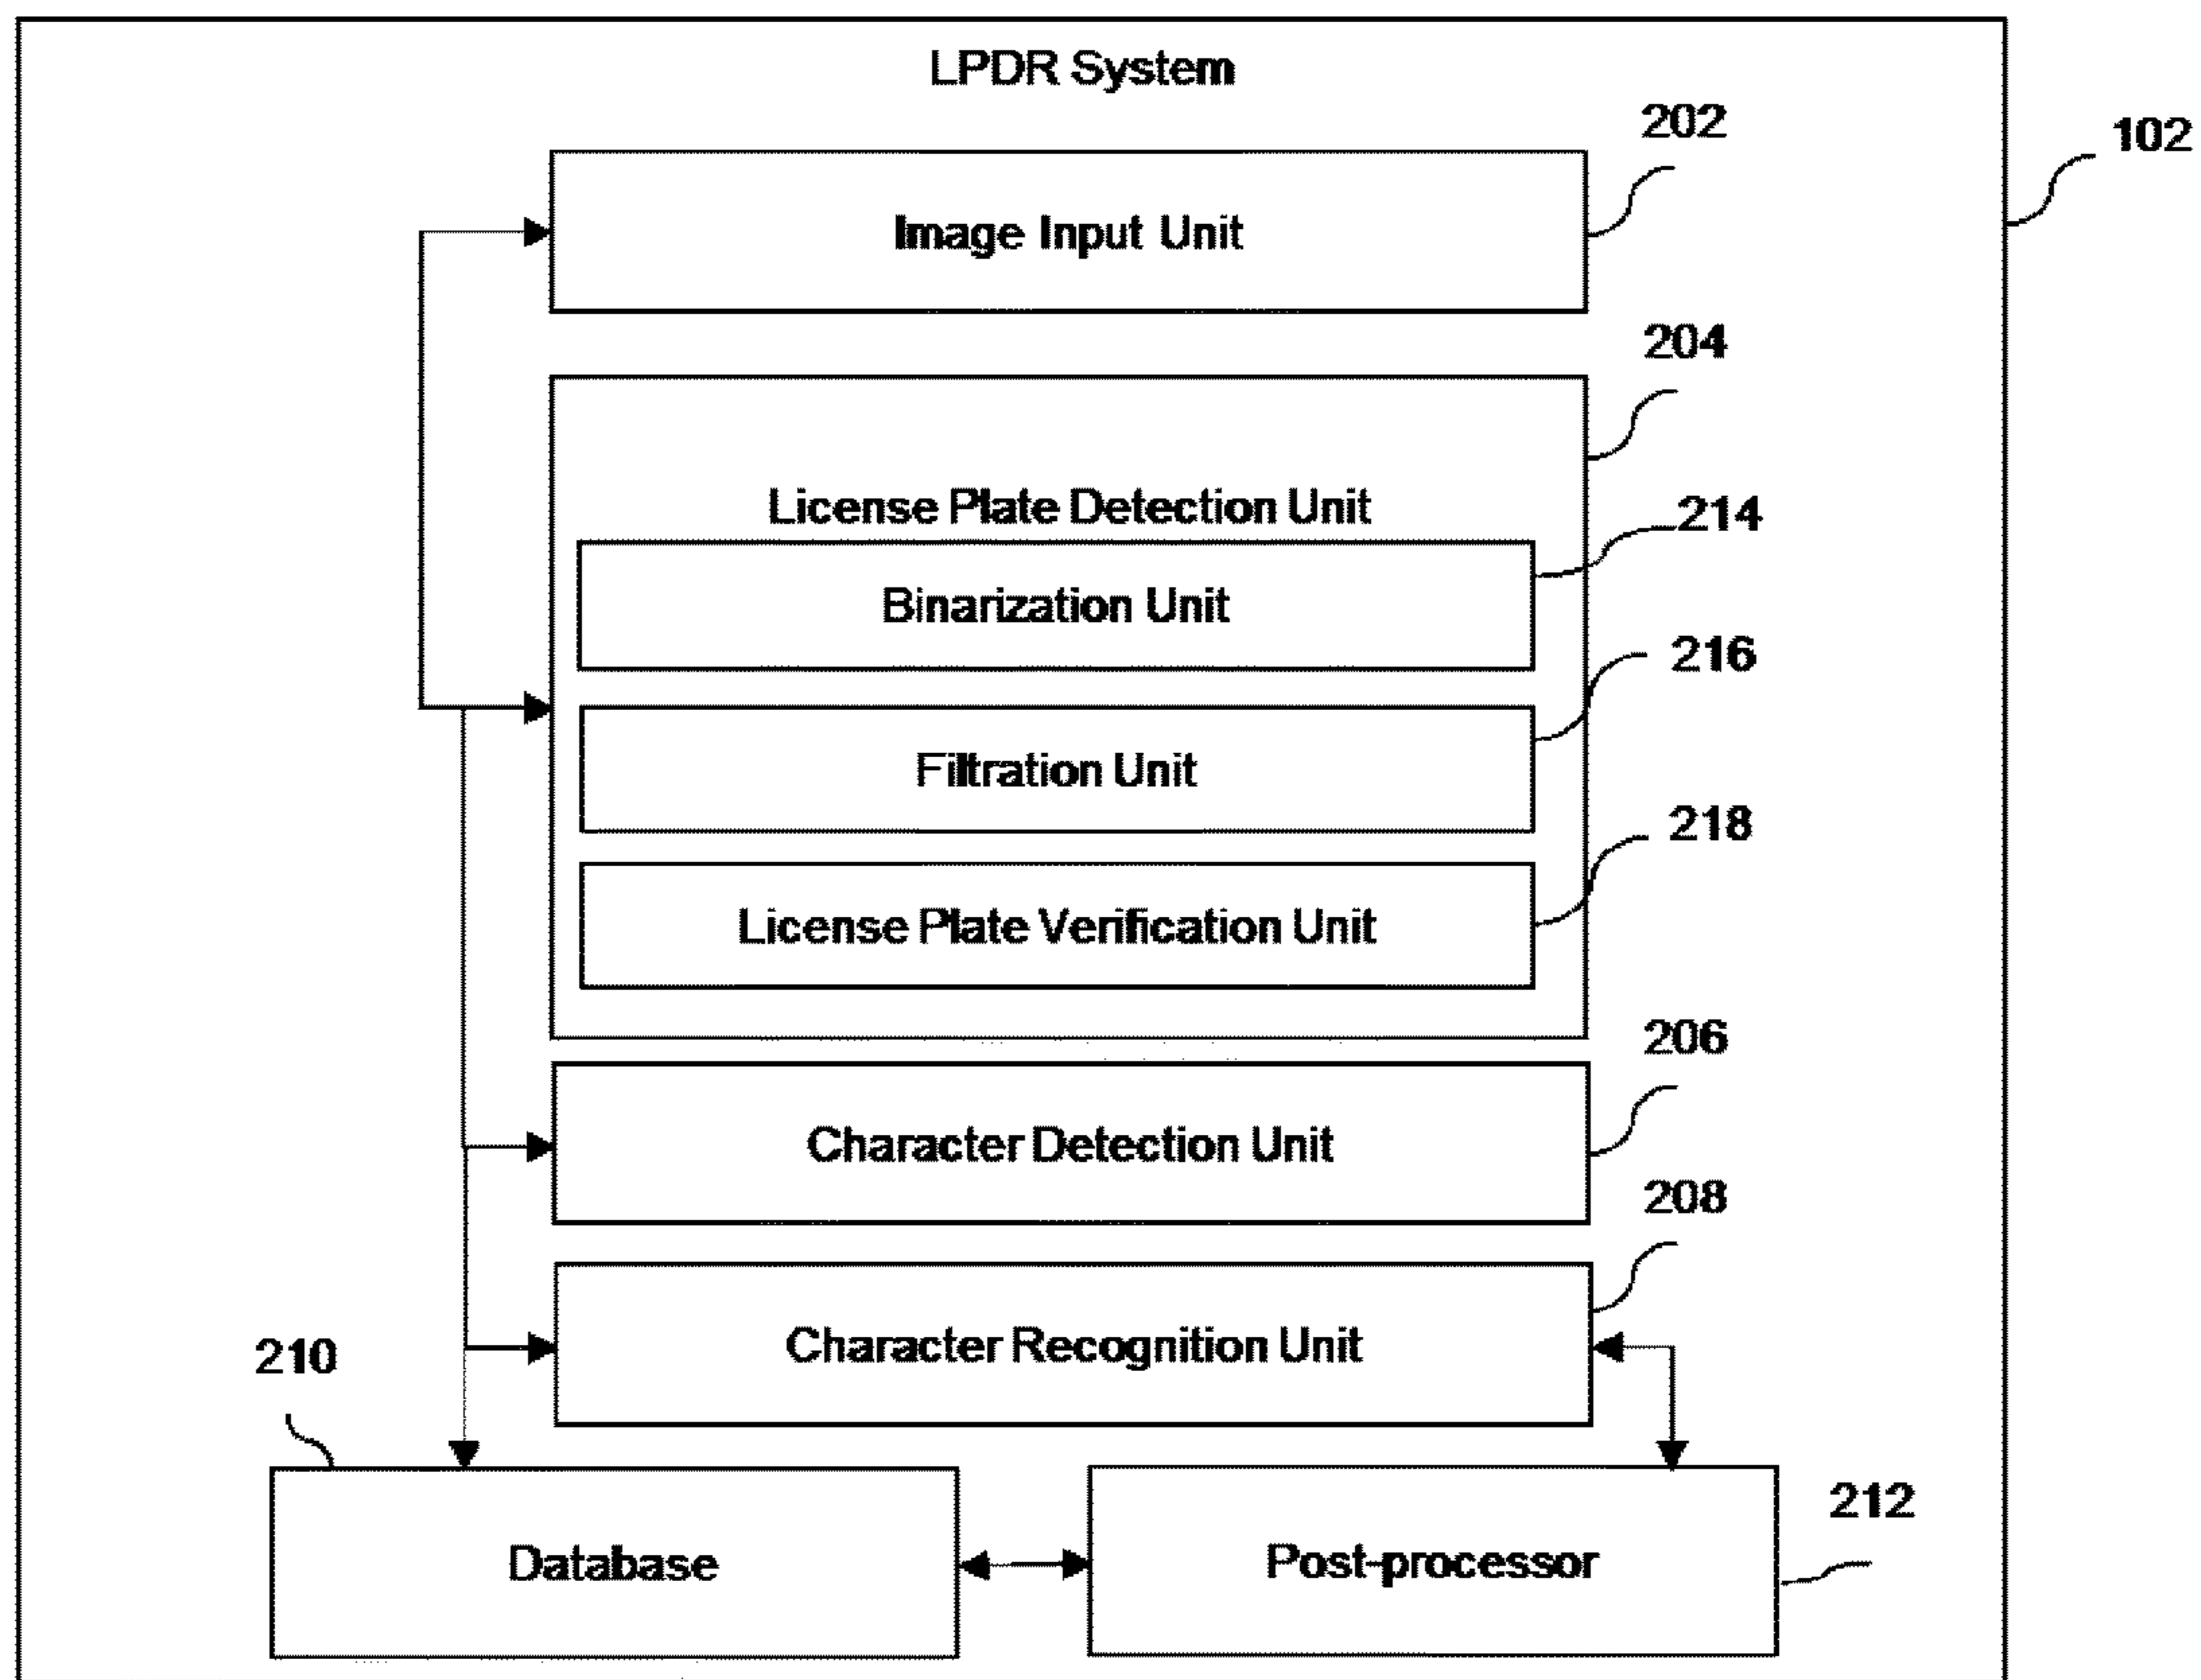 LPDR System
202
102
Image Input Unit
204
License Plate Detection Unit
214
Binarization Unit
216
Filtration Unit
218
License Plate Verification Unit
206
Character Detection Unit
208
Character Recognition Unit
210
212
Database
Post-processor